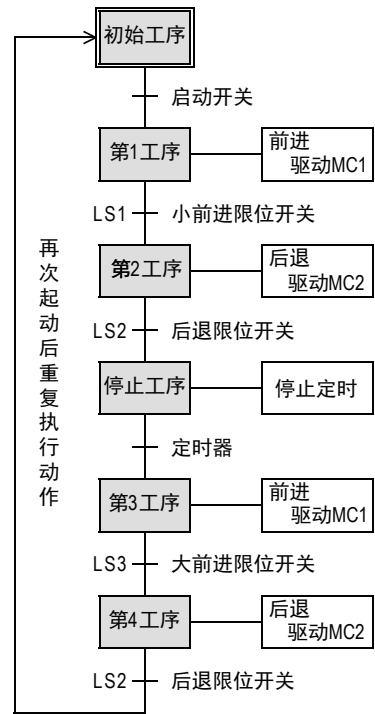 初始工序
启动开关
第1工序
前进
驱动MC1
LS1
小前进限位开关
第2工序
后退
驱动MC2
LS2
后退限位开关
停止工序
停止定时
定时器
第3工序
前进
驱动MC1
LS3
大前进限位开关
第4工序
后退
驱动MC2
LS2
后退限位开关
再次起动后重复执行动作